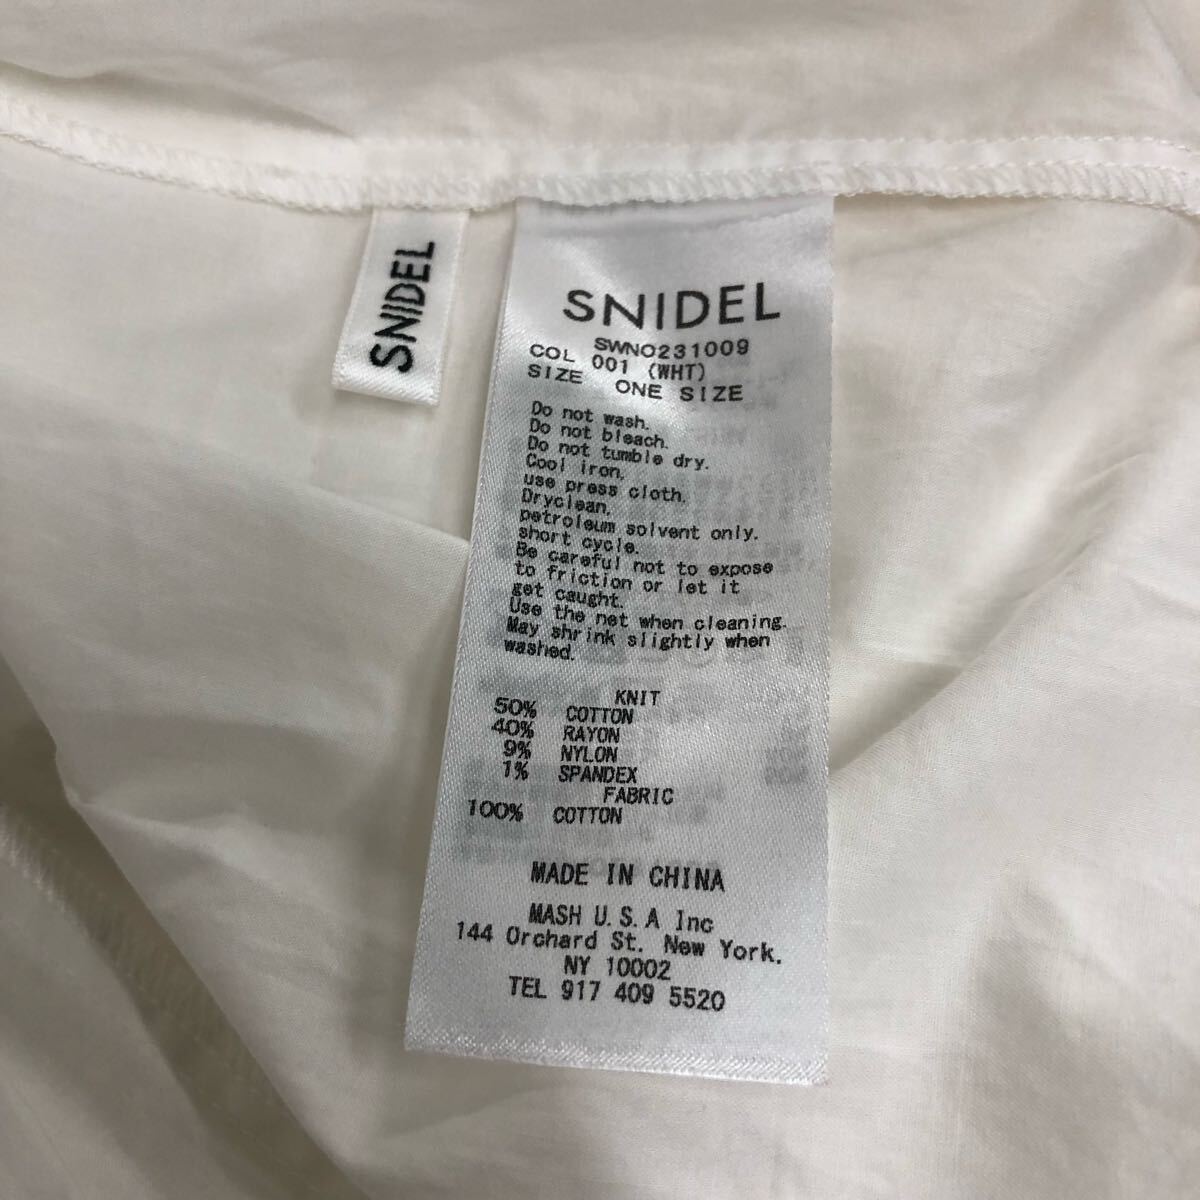 SNIDEL
SNIDEL
SWNO231009
COL 001 (WHT)
SIZE ONE SIZE
Do not wash.
Do not bleach.
Do not tumble dry.
Cool iron.
use press cloth.
Dryclean.
petroleum solvent only.
short cycle.
Be careful not to expose
to friction or let it
get caught.
Use the net when cleaning.
May shrink slightly when
washed.
KNIT
50% COTTON
40% RAYON
9% NYLON
1% SPANDEX
FABRIC
100% COTTON
MADE IN CHINA
MASH U.S.A Inc
144 Orchard St. New York.
NY 10002
TEL 917 409 5520